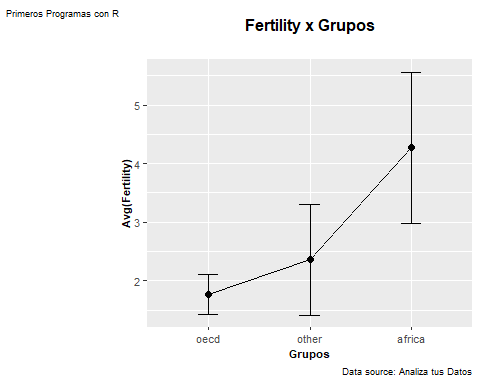 Primeros Programas con R
Fertility x Grupos
Avg(Fertility)
5
4
3
2
oecd other africa
Grupos
Data source: Analiza tus Datos